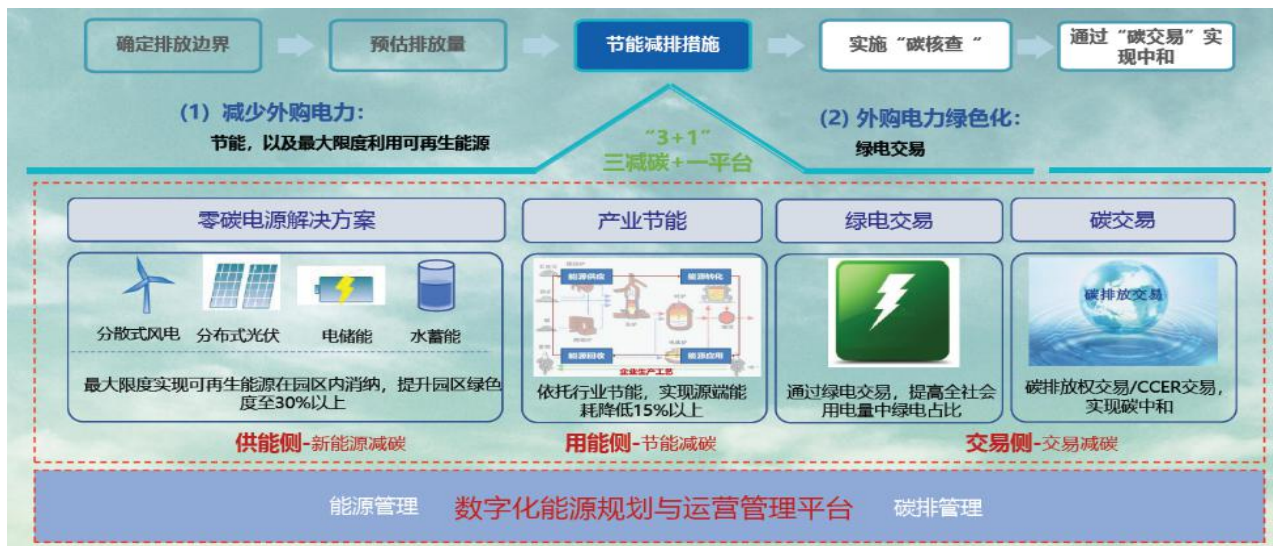 确定排放边界
预估排放量
节能减排措施
实施“碳核查“
通过“碳交易”实
现中和
(1) 减少外购电力:
节能，以及最大限度利用可再生能源
“3+1”
三减碳+一平台
(2) 外购电力绿色化:
绿电交易
零碳电源解决方案
产业节能
绿电交易
碳交易
分散式风电
分布式光伏
电储能
水蓄能
最大限度实现可再生能源在园区内消纳，提升园区绿色
度至30%以上
能源供应
能源转化
能源回收
能源应用
企业生产工艺
依托行业节能，实现源端能
耗降低15%以上
通过绿电交易，提高全社会
用电量中绿电占比
碳排放交易
碳排放权交易/CCER交易，
实现碳中和
供能侧-新能源减碳
用能侧-节能减碳
交易侧-交易减碳
能源管理
数字化能源规划与运营管理平台
碳排管理